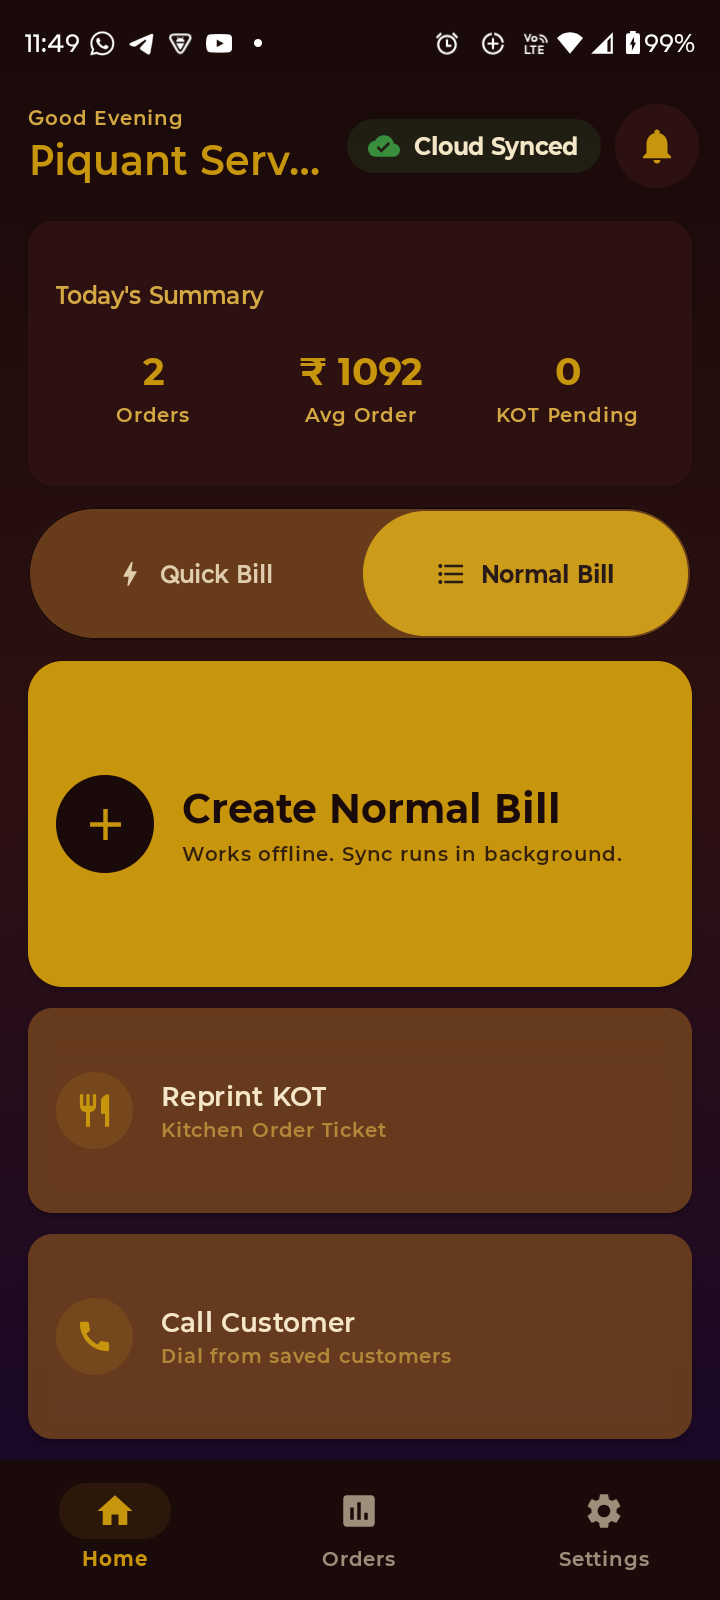 11:49
Vo LTE
99%
Good Evening
Piquant Serv...
Cloud Synced
Today's Summary
2
₹ 1092
0
Orders
Avg Order
KOT Pending
Quick Bill
Normal Bill
Create Normal Bill
Works offline. Sync runs in background.
Reprint KOT
Kitchen Order Ticket
Call Customer
Dial from saved customers
Home
Orders
Settings